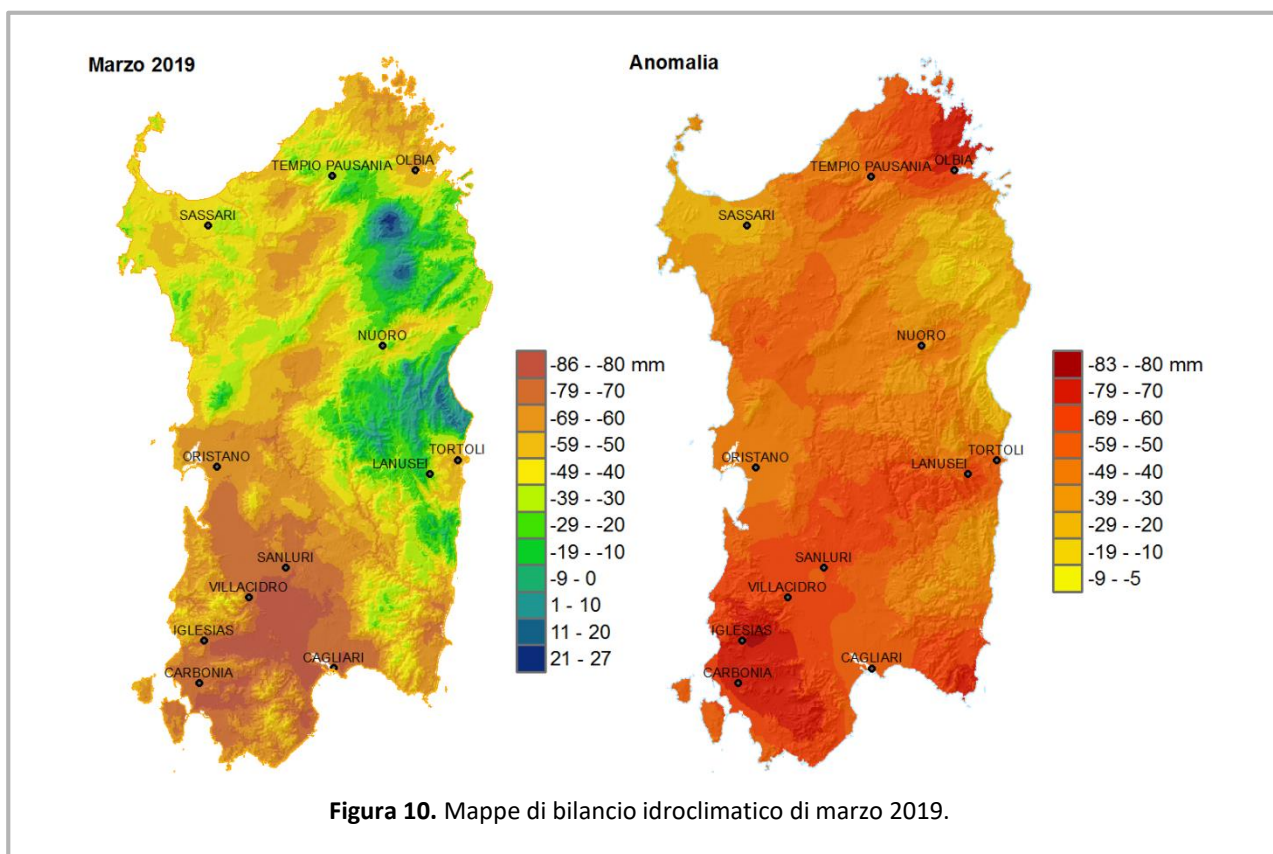 Marzo 2019
TEMPIO PAUSANIA
OLBIA
SASSARI
NUORO
ORISTANO
LANUSEI
TORTOLI
SANLURI
VILLACIDRO
IGLESIAS
CAGLIARI
CARBONIA
-86 - -80 mm
-79 - -70
-69 - -60
-59 - -50
-49 - -40
-39 - -30
-29 - -20
-19 - -10
-9 - 0
1 - 10
11 - 20
21 - 27
Anomalia
TEMPIO PAUSANIA
OLBIA
SASSARI
NUORO
ORISTANO
LANUSEI
TORTOLI
SANLURI
VILLACIDRO
IGLESIAS
CAGLIARI
CARBONIA
-83 - -80 mm
-79 - -70
-69 - -60
-59 - -50
-49 - -40
-39 - -30
-29 - -20
-19 - -10
-9 - -5
Figura 10. Mappe di bilancio idroclimatico di marzo 2019.